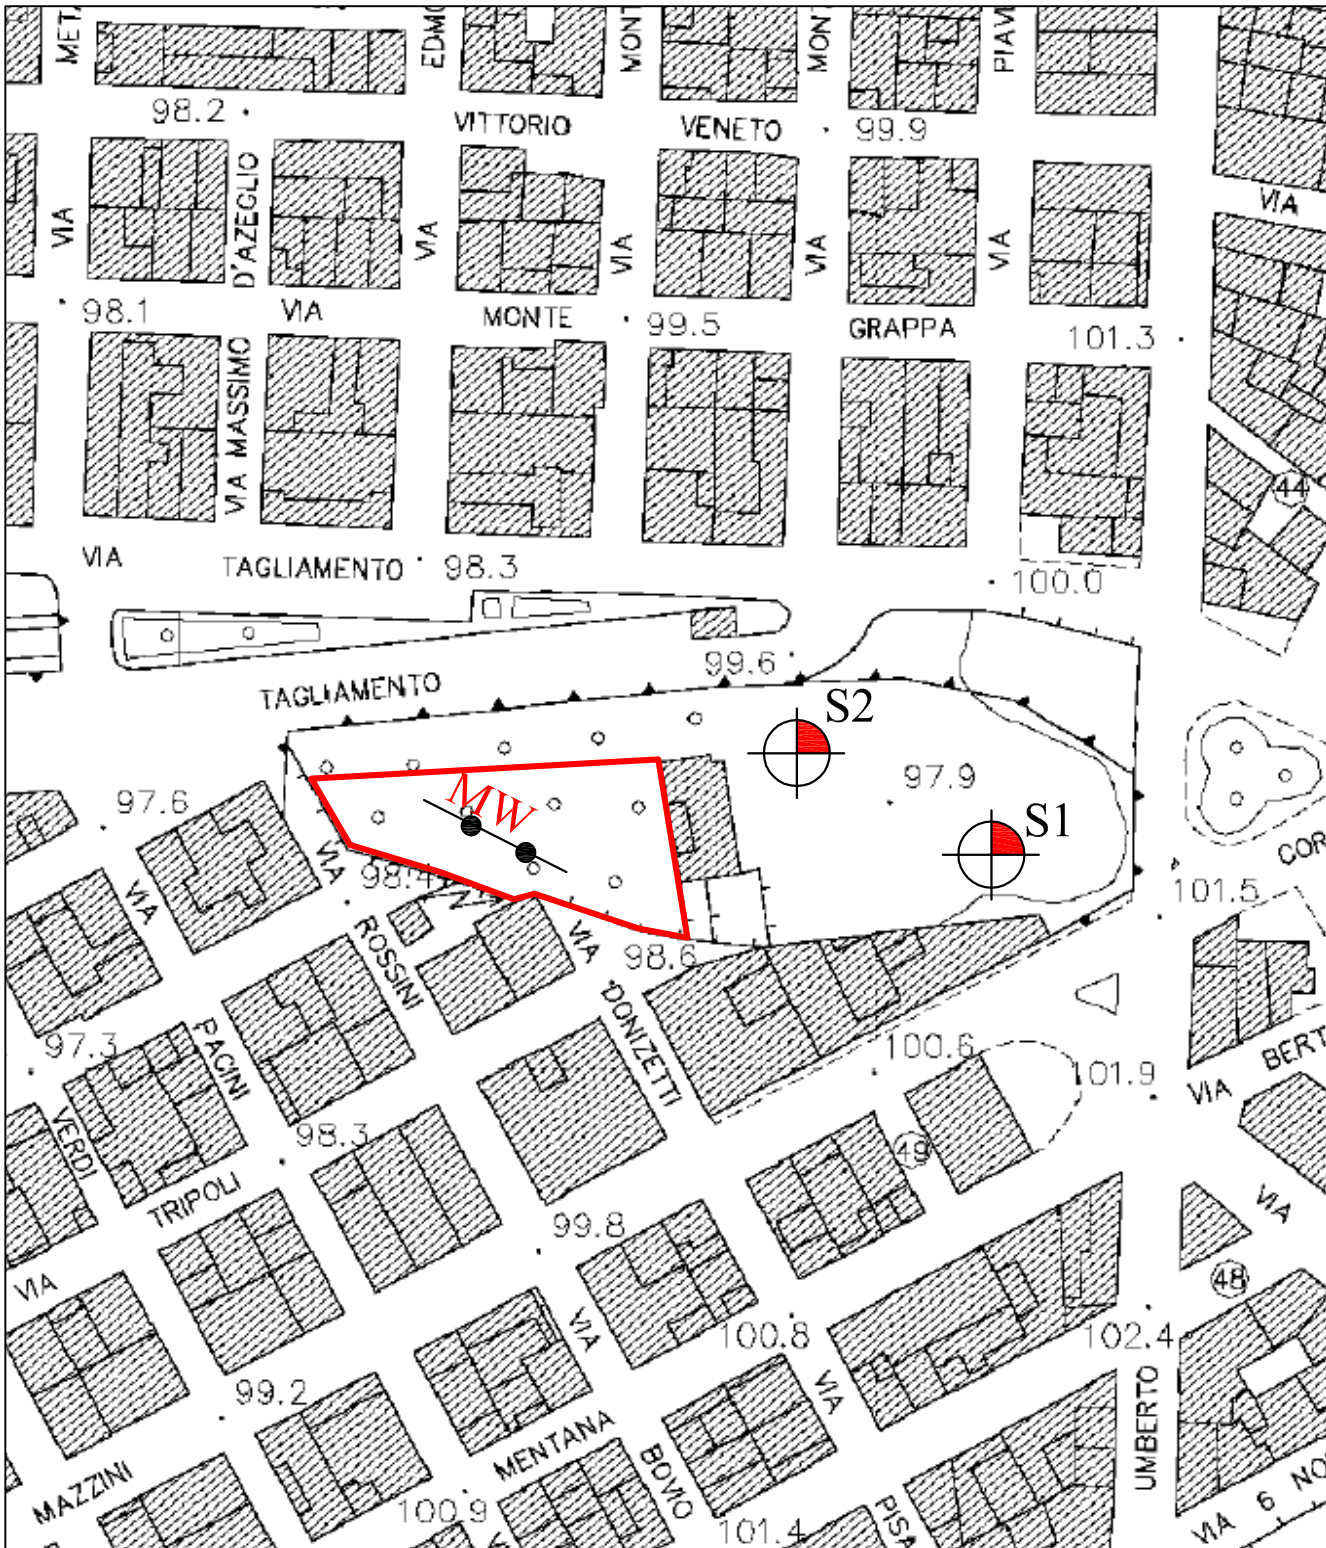 EDMO
MONT
MONT
PIAV
98.2
VITTORIO
VENETO
99.9
VIA
VIA
D'AZEGLIO
VIA MASSIMO
VIA
VIA
VIA
VIA
98.1
VIA
MONTE
99.5
GRAPPA
101.3
44
VIA
TAGLIAMENTO
98.3
100.0
99.6
TAGLIAMENTO
S2
97.9
MW
97.6
S1
COR
VIA
VIA
98.4
101.5
ROSSINI
VIA
98.6
DONIZETTI
97.3
PACINI
100.6
101.9
BERT
VIA
VERDI
98.3
49
TRIPOLI
VIA
99.8
VIA
48
VIA
100.8
102.4
99.2
VIA
UMBERTO
MENTANA
BOVIO
MAZZINI
100.9
101.4
PISA
VIA 6 NO